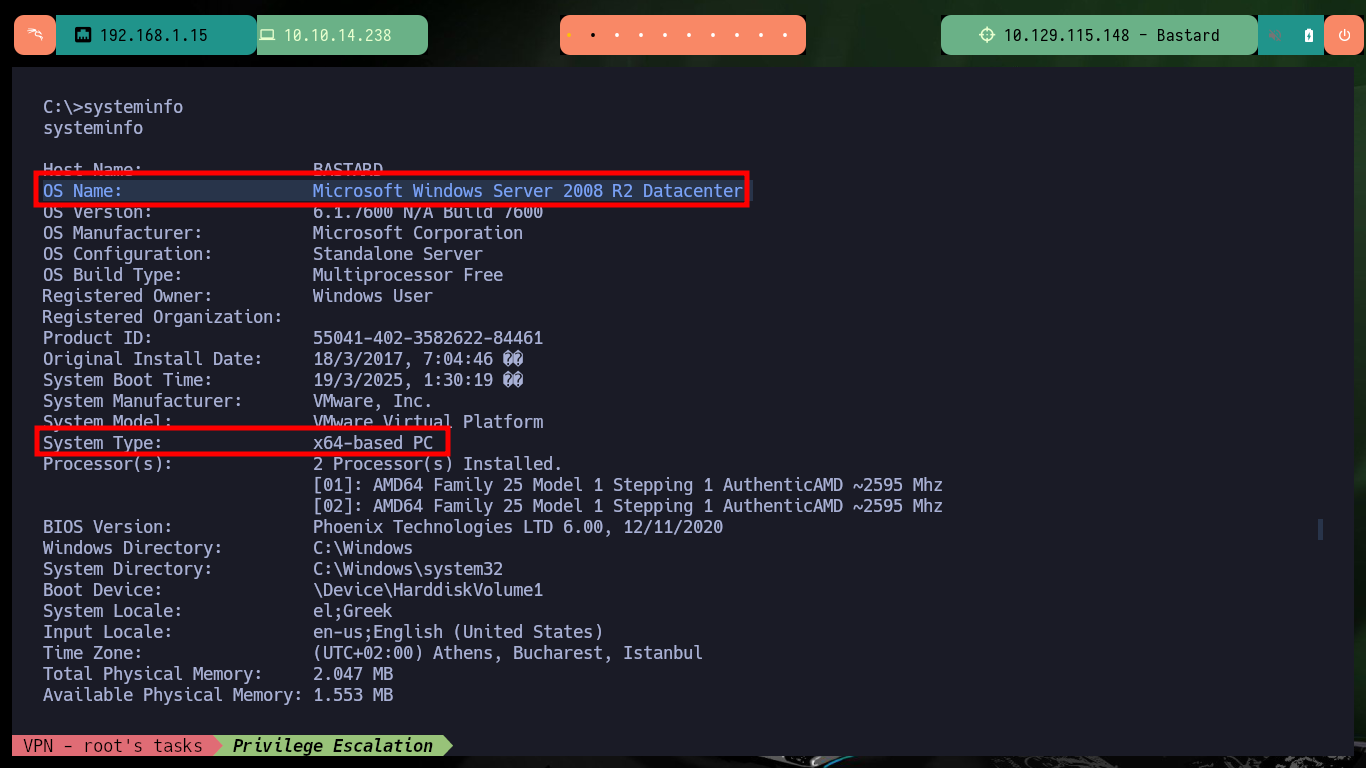 192.168.1.15 10.10.14.238 10.129.115.148 - Bastard
C:\>systeminfo
systeminfo
Host Name: BASTARD
OS Name: Microsoft Windows Server 2008 R2 Datacenter
OS Version: 6.1.7600 N/A Build 7600
OS Manufacturer: Microsoft Corporation
OS Configuration: Standalone Server
OS Build Type: Multiprocessor Free
Registered Owner: Windows User
Registered Organization:
Product ID: 55041-402-3582622-84461
Original Install Date: 18/3/2017, 7:04:46 ��
System Boot Time: 19/3/2025, 1:30:19 ��
System Manufacturer: VMware, Inc.
System Model: VMware Virtual Platform
System Type: x64-based PC
Processor(s): 2 Processor(s) Installed.
[01]: AMD64 Family 25 Model 1 Stepping 1 AuthenticAMD ~2595 Mhz
[02]: AMD64 Family 25 Model 1 Stepping 1 AuthenticAMD ~2595 Mhz
BIOS Version: Phoenix Technologies LTD 6.00, 12/11/2020
Windows Directory: C:\Windows
System Directory: C:\Windows\system32
Boot Device: \Device\HarddiskVolume1
System Locale: el;Greek
Input Locale: en-us;English (United States)
Time Zone: (UTC+02:00) Athens, Bucharest, Istanbul
Total Physical Memory: 2.047 MB
Available Physical Memory: 1.553 MB
VPN - root's tasks Privilege Escalation